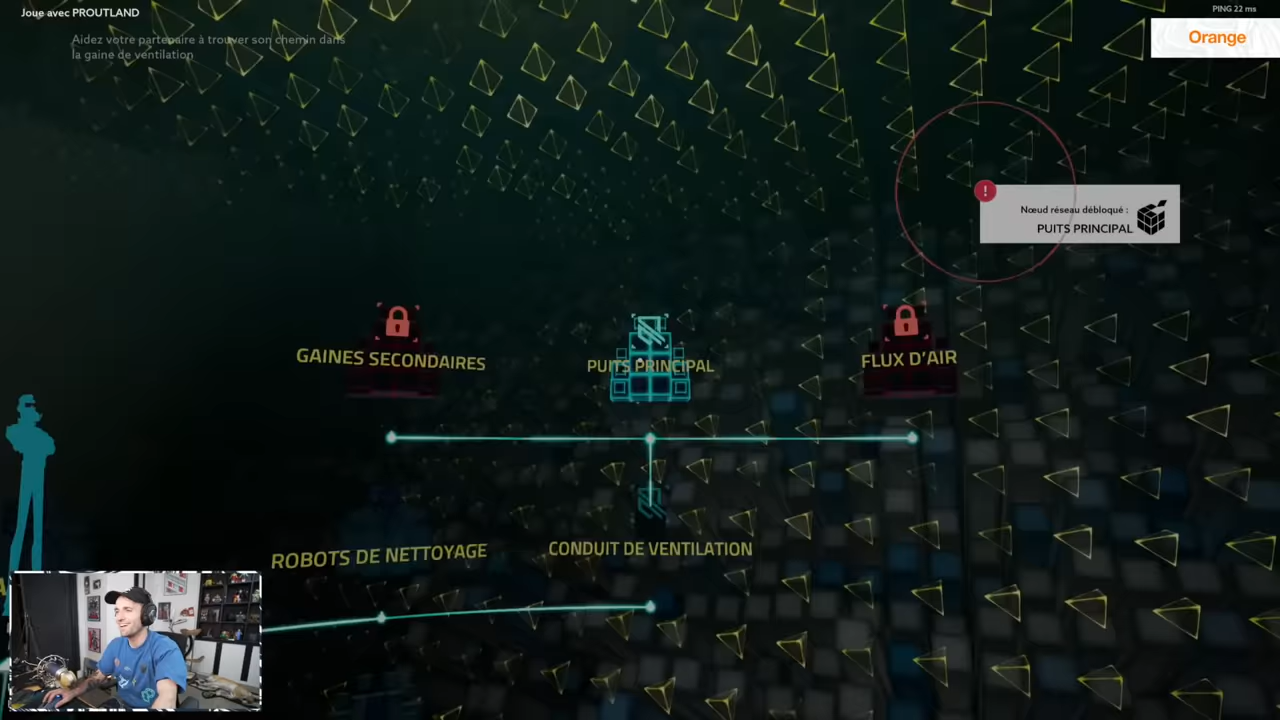 Joue avec PROUTLAND
PING 22 ms
Orange
Aidez votre partenaire à trouver son chemin dans
la gaine de ventilation
!
Nœud réseau débloqué :
PUITS PRINCIPAL
GAINES SECONDAIRES
PUITS PRINCIPAL
FLUX D'AIR
ROBOTS DE NETTOYAGE
CONDUIT DE VENTILATION